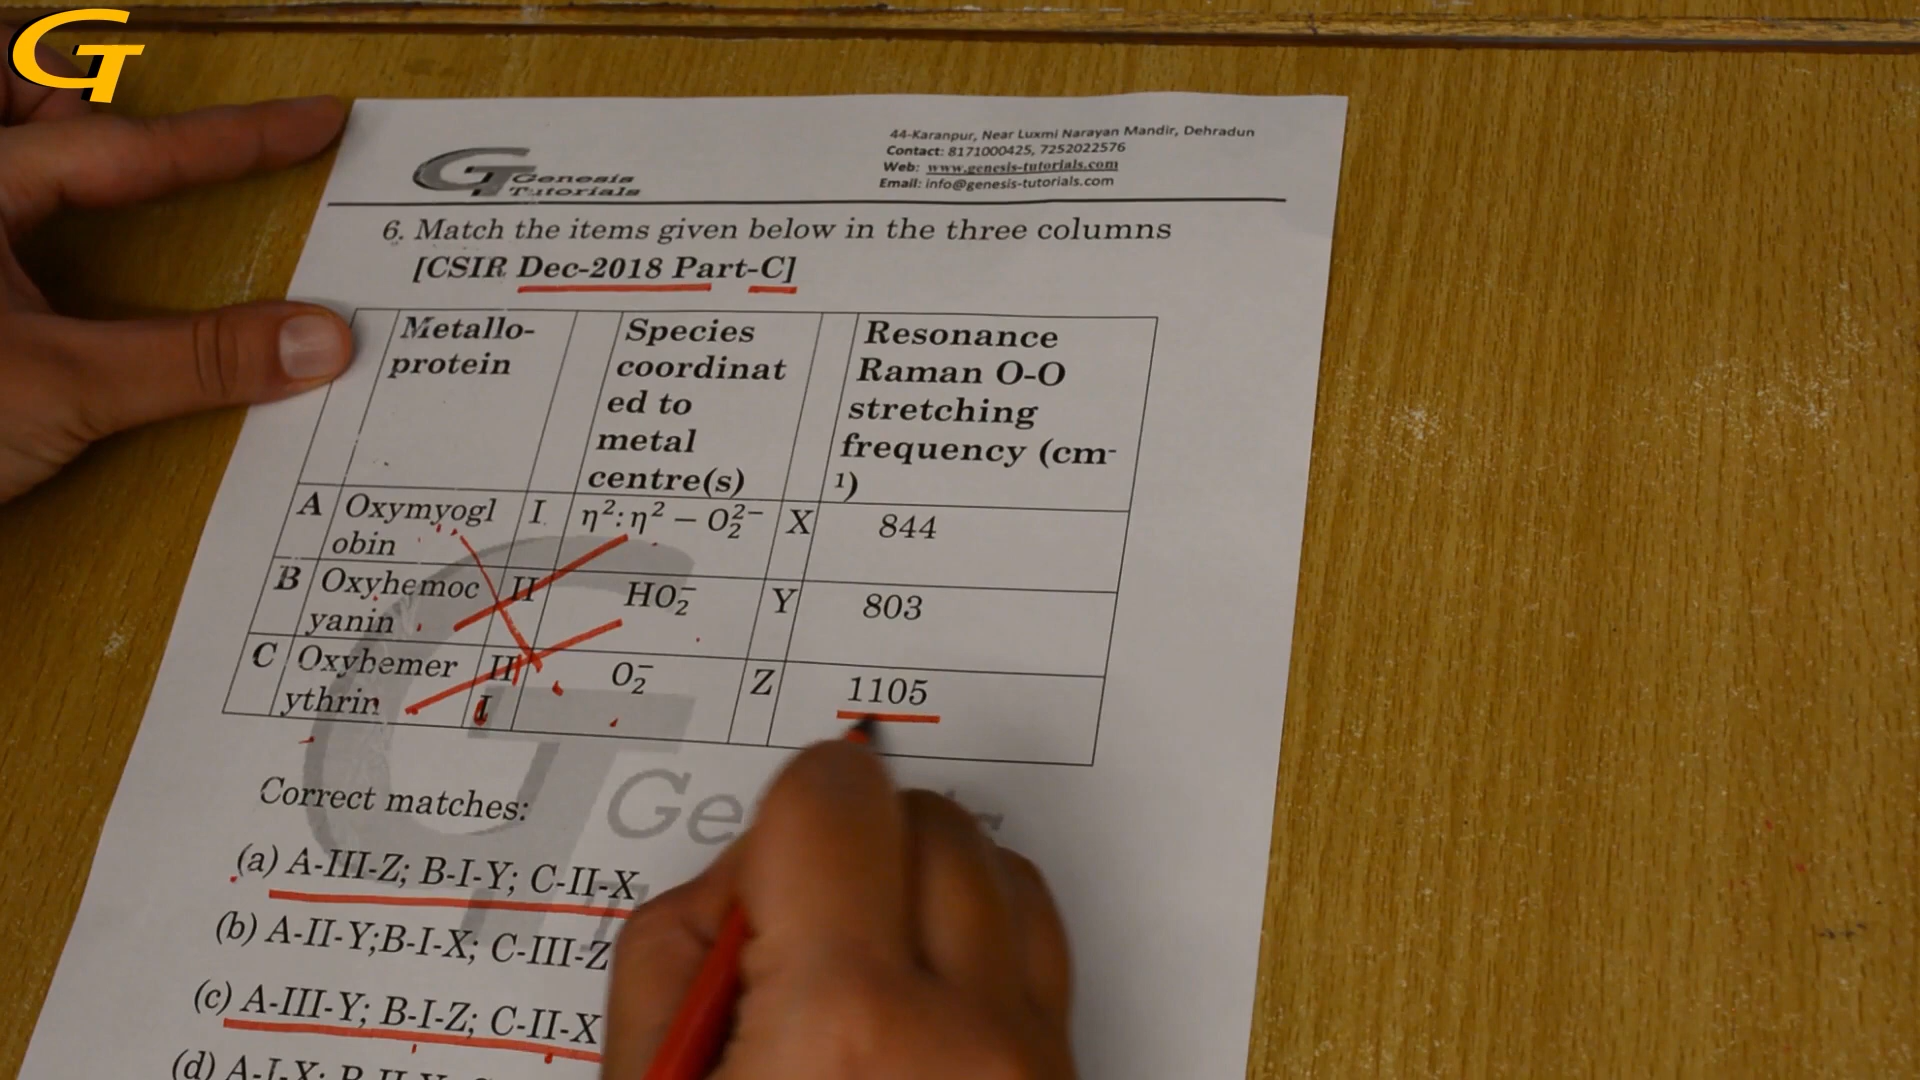 GT
44-Karanpur, Near Luxmi Narayan Mandir, Dehradun
Contact: 8171000425, 7252022576
Web: www.genesis-tutorials.com
Email: info@genesis-tutorials.com
GT Genesis
Tutorials
6. Match the items given below in the three columns
[CSIR Dec-2018 Part-C]
Metallo-
protein
Species
coordinat
ed to
metal
centre(s)
Resonance
Raman O-O
stretching
frequency (cm-
1)
A Oxymyogl
obin
I η²: η² − O₂²⁻ X 844
B Oxyhemoc
yanin
II HO₂⁻ Y 803
C Oxyhemer
ythrin
II
I
O₂⁻ Z 1105
Correct matches:
(a) A-III-Z; B-I-Y; C-II-X
(b) A-II-Y;B-I-X; C-III-Z
(c) A-III-Y; B-I-Z; C-II-X
(d) A-I-X;